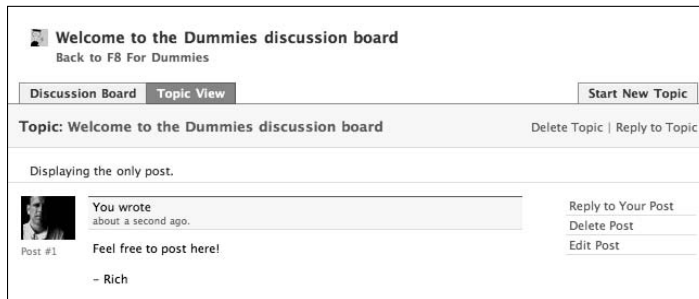 Welcome to the Dummies discussion board
Back to F8 For Dummies
Discussion Board Topic View Start New Topic
Topic: Welcome to the Dummies discussion board Delete Topic | Reply to Topic
Displaying the only post.
You wrote Reply to Your Post
about a second ago.
Delete Post
Post #1 Feel free to post here! Edit Post
– Rich